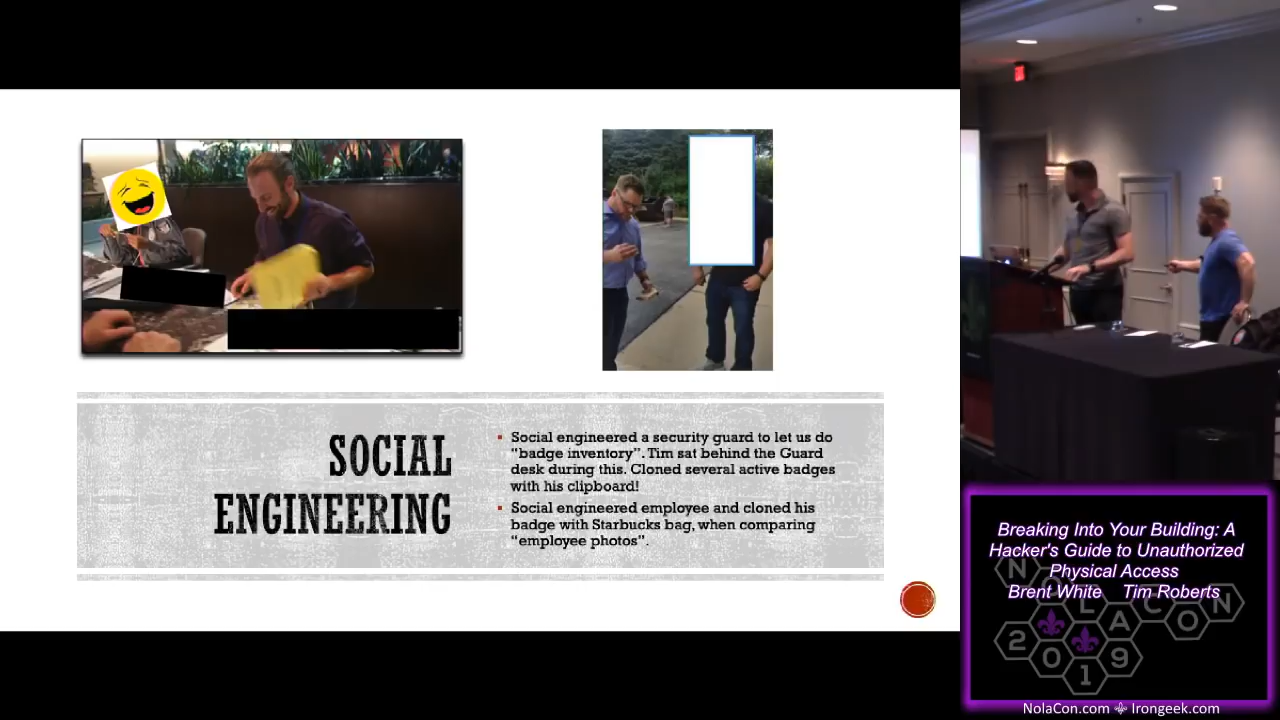 SOCIAL
ENGINEERING
Social engineered a security guard to let us do
“badge inventory”. Tim sat behind the Guard
desk during this. Cloned several active badges
with his clipboard!
Social engineered employee and cloned his
badge with Starbucks bag, when comparing
“employee photos”.
Breaking Into Your Building: A
Hacker's Guide to Unauthorized
Physical Access
Brent White Tim Roberts
NOLACON
2019
NolaCon.com Irongeek.com